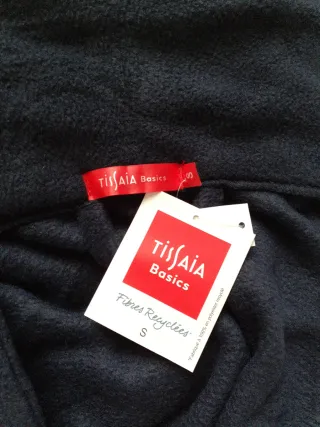 TISSAIA Basics
S
TISSAIA
Basics
Fibres Recyclées
S